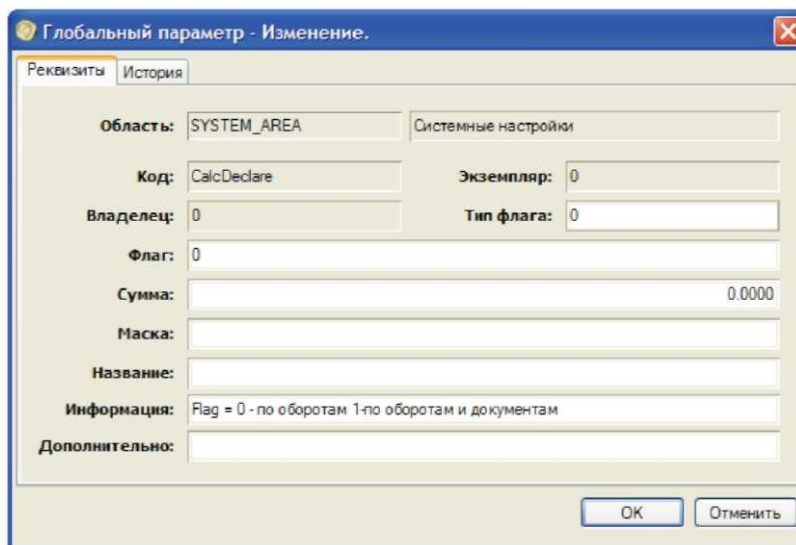 Глобальный параметр - Изменение.
Реквизиты История
Область: SYSTEM_AREA Системные настройки
Код: CalcDeclare Экземпляр: 0
Владелец: 0 Тип флага: 0
Флаг: 0
Сумма: 0.0000
Маска:
Название:
Информация: Flag = 0 - по оборотам 1-по оборотам и документам
Дополнительно:
OK Отменить